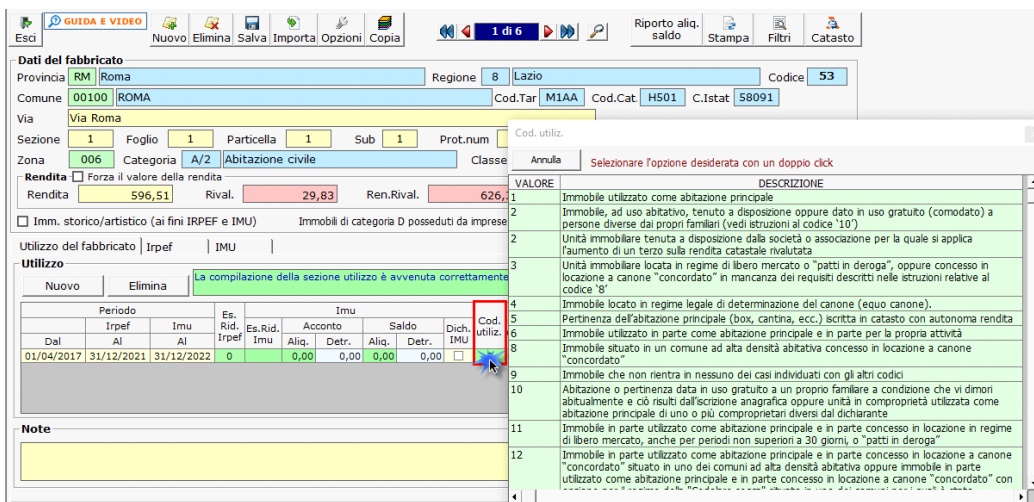 GUIDA E VIDEO
Esci Nuovo Elimina Salva Importa Opzioni Copia 1 di 6 Riporto aliq. saldo Stampa Filtri Catasto
Dati del fabbricato
Provincia RM Roma Regione 8 Lazio Codice 53
Comune 00100 ROMA Cod.Tar M1AA Cod.Cat. H501 C.Istat 58091
Via Via Roma
Sezione 1 Foglio 1 Particella 1 Sub 1 Prot.num
Zona 006 Categoria A/2 Abitazione civile Classe
Rendita Forza il valore della rendita
Rendita 596,51 Rival. 29,83 Ren.Rival. 626,
Imm. storico/artistico (ai fini IRPEF e IMU) Immobili di categoria D posseduti da imprese
Utilizzo del fabbricato Irpef IMU
Utilizzo
Nuovo Elimina La compilazione della sezione utilizzo è avvenuta correttamente
Periodo Es. Rid. Irpef Imu Cod. utiliz.
Irpef Imu Es.Rid. Imu Acconto Saldo Dich. IMU
Dal Al Al Aliq. Detr. Aliq. Detr.
01/04/2017 31/12/2021 31/12/2022 0 0,00 0,00 0,00 0,00
Note
Cod. utiliz.
Annulla Selezionare l'opzione desiderata con un doppio click
VALORE DESCRIZIONE
1 Immobile utilizzato come abitazione principale
2 Immobile, ad uso abitativo, tenuto a disposizione oppure dato in uso gratuito (comodato) a
persone diverse dai propri familiari (vedi istruzioni al codice '10')
2 Unità immobiliare tenuta a disposizione dalla società o associazione per la quale si applica
l'aumento di un terzo sulla rendita catastale rivalutata
3 Unità immobiliare locata in regime di libero mercato o "patti in deroga", oppure concesso in
locazione a canone "concordato" in mancanza dei requisiti descritti nelle istruzioni relative al
codice '8'
4 Immobile locato in regime legale di determinazione del canone (equo canone).
5 Pertinenza dell'abitazione principale (box, cantina, ecc.) iscritta in catasto con autonoma rendita
6 Immobile utilizzato in parte come abitazione principale e in parte per la propria attività
8 Immobile situato in un comune ad alta densità abitativa concesso in locazione a canone
"concordato"
9 Immobile che non rientra in nessuno dei casi individuati con gli altri codici
10 Abitazione o pertinenza data in uso gratuito a un proprio familiare a condizione che vi dimori
abitualmente e ciò risulti dall'iscrizione anagrafica oppure unità in comproprietà utilizzata come
abitazione principale di uno o più comproprietari diversi dal dichiarante
11 Immobile in parte utilizzato come abitazione principale e in parte concesso in locazione in regime
di libero mercato, anche per periodi non superiori a 30 giorni, o "patti in deroga"
12 Immobile in parte utilizzato come abitazione principale e in parte concesso in locazione a canone
"concordato" situato in uno dei comuni ad alta densità abitativa oppure immobile in parte
utilizzato come abitazione principale e in parte concesso in locazione a canone "concordato" con